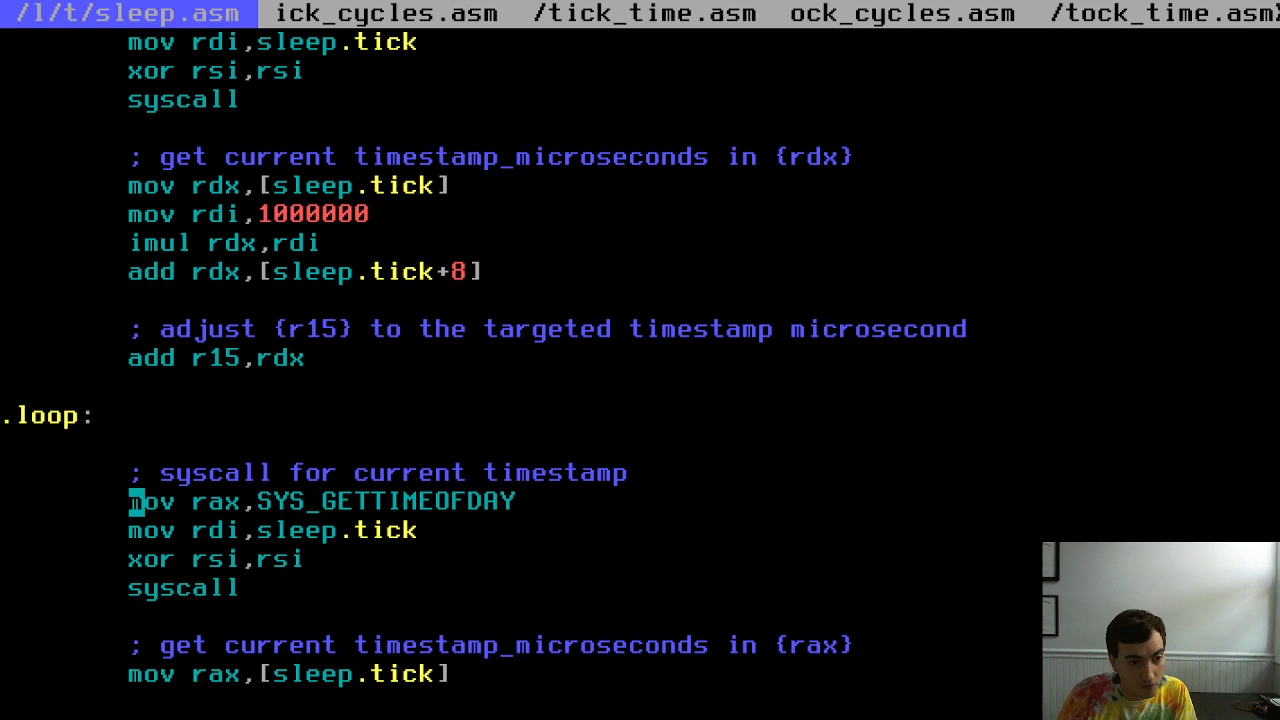 /l/t/sleep.asm ick_cycles.asm /tick_time.asm ock_cycles.asm /tock_time.asm
mov rdi,sleep.tick
xor rsi,rsi
syscall
; get current timestamp_microseconds in {rdx}
mov rdx,[sleep.tick]
mov rdi,1000000
imul rdx,rdi
add rdx,[sleep.tick+8]
; adjust {r15} to the targeted timestamp microsecond
add r15,rdx
.loop:
; syscall for current timestamp
mov rax,SYS_GETTIMEOFDAY
mov rdi,sleep.tick
xor rsi,rsi
syscall
; get current timestamp_microseconds in {rax}
mov rax,[sleep.tick]